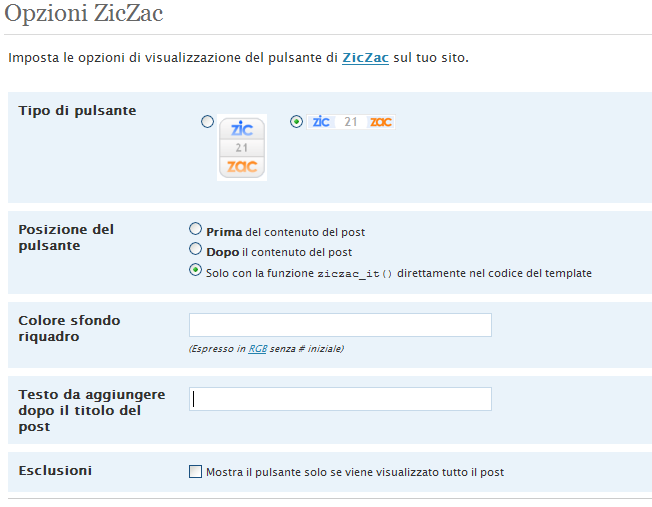 Opzioni ZicZac
Imposta le opzioni di visualizzazione del pulsante di ZicZac sul tuo sito.
Tipo di pulsante
zic
21
zac
zic 21 zac
Posizione del
pulsante
Prima del contenuto del post
Dopo il contenuto del post
Solo con la funzione ziczac_it() direttamente nel codice del template
Colore sfondo
riquadro
(Espresso in RGB senza # iniziale)
Testo da aggiungere
dopo il titolo del
post
Esclusioni
Mostra il pulsante solo se viene visualizzato tutto il post